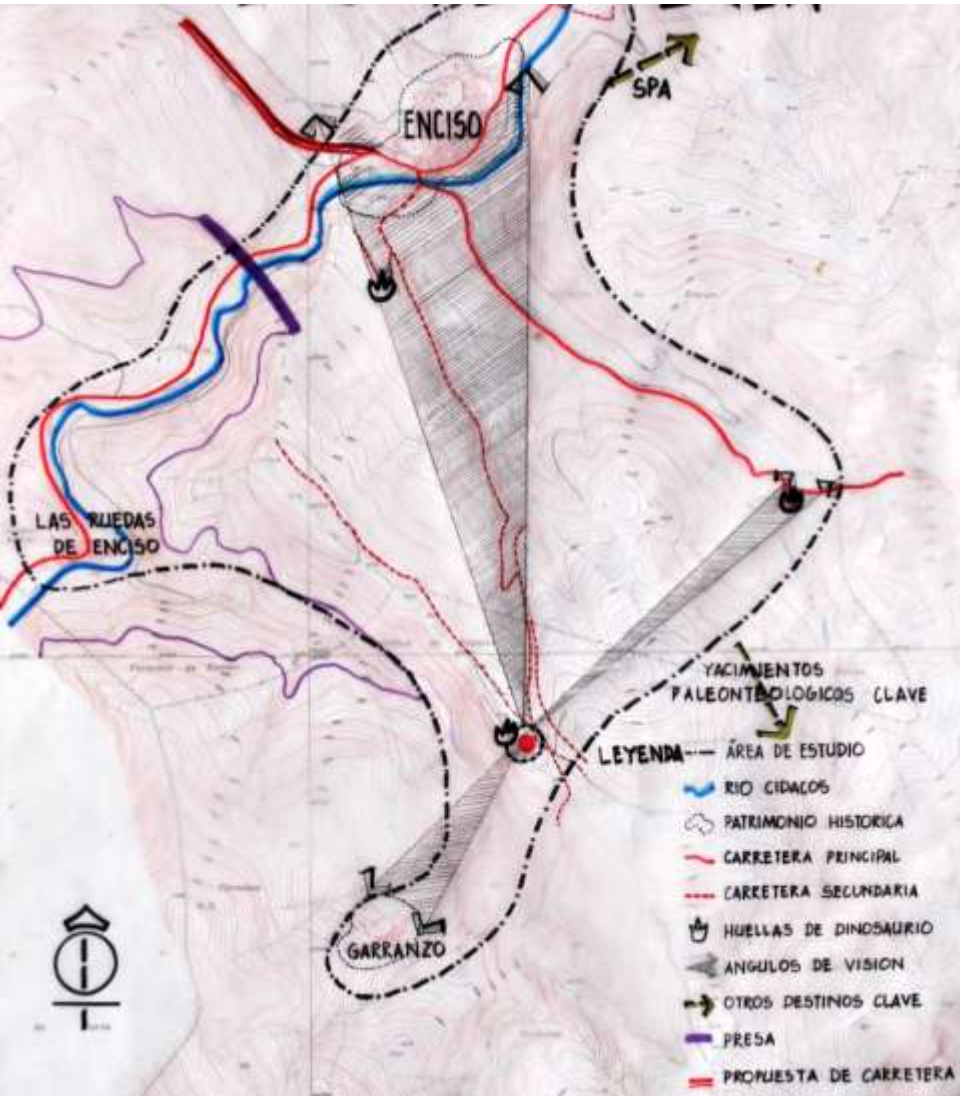 SPA
ENCISO
LAS RUEDAS
DE ENCISO
YACIMIENTOS
PALEONTEOLOGICOS CLAVE
GARRANZO
LEYENDA
ÁREA DE ESTUDIO
RIO CIDACOS
PATRIMONIO HISTORICA
CARRETERA PRINCIPAL
CARRETERA SECUNDARIA
HUELLAS DE DINOSAURIO
ANGULOS DE VISION
OTROS DESTINOS CLAVE
PRESA
PROPUESTA DE CARRETERA